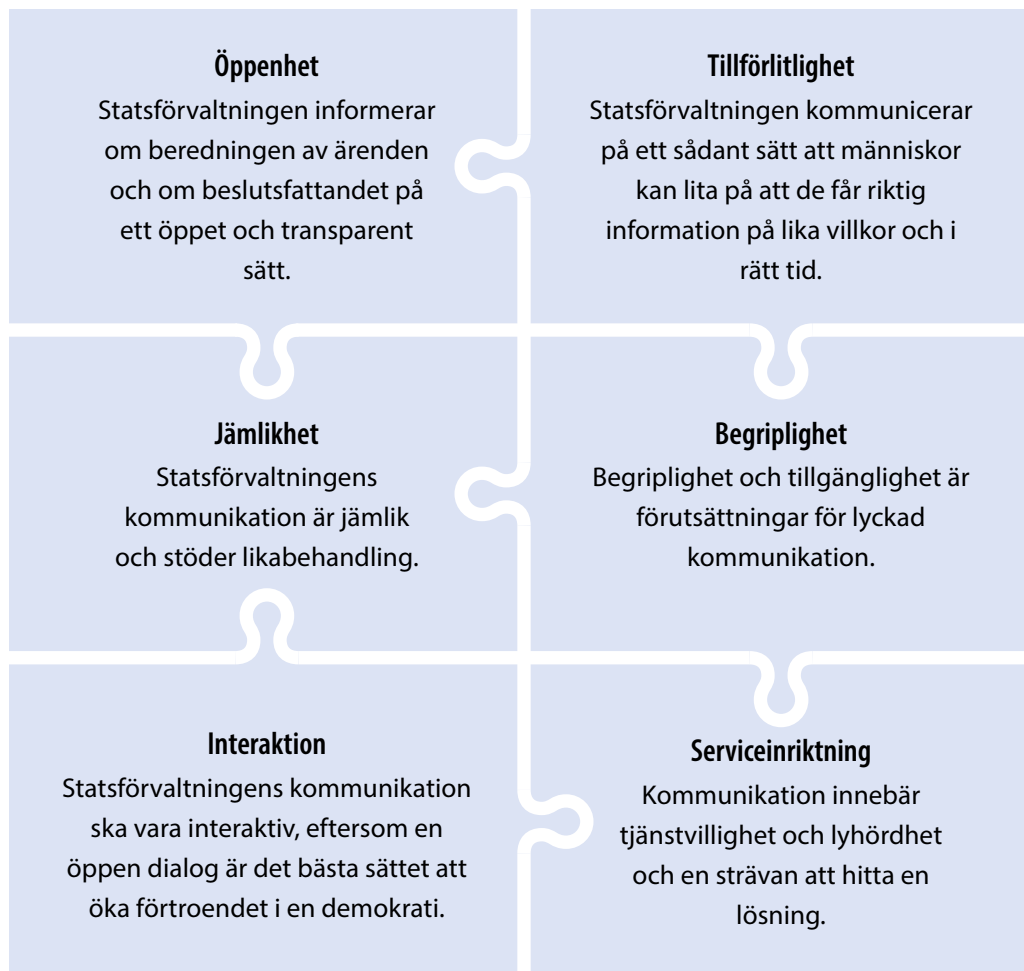 Öppenhet
Statsförvaltningen informerar
om beredningen av ärenden
och om beslutsfattandet på
ett öppet och transparent
sätt.
Tillförlitlighet
Statsförvaltningen kommunicerar
på ett sådant sätt att människor
kan lita på att de får riktig
information på lika villkor och i
rätt tid.
Jämlikhet
Statsförvaltningens
kommunikation är jämlik
och stöder likabehandling.
Begriplighet
Begriplighet och tillgänglighet är
förutsättningar för lyckad
kommunikation.
Interaktion
Statsförvaltningens kommunikation
ska vara interaktiv, eftersom en
öppen dialog är det bästa sättet att
öka förtroendet i en demokrati.
Serviceinriktning
Kommunikation innebär
tjänstvillighet och lyhördhet
och en strävan att hitta en
lösning.